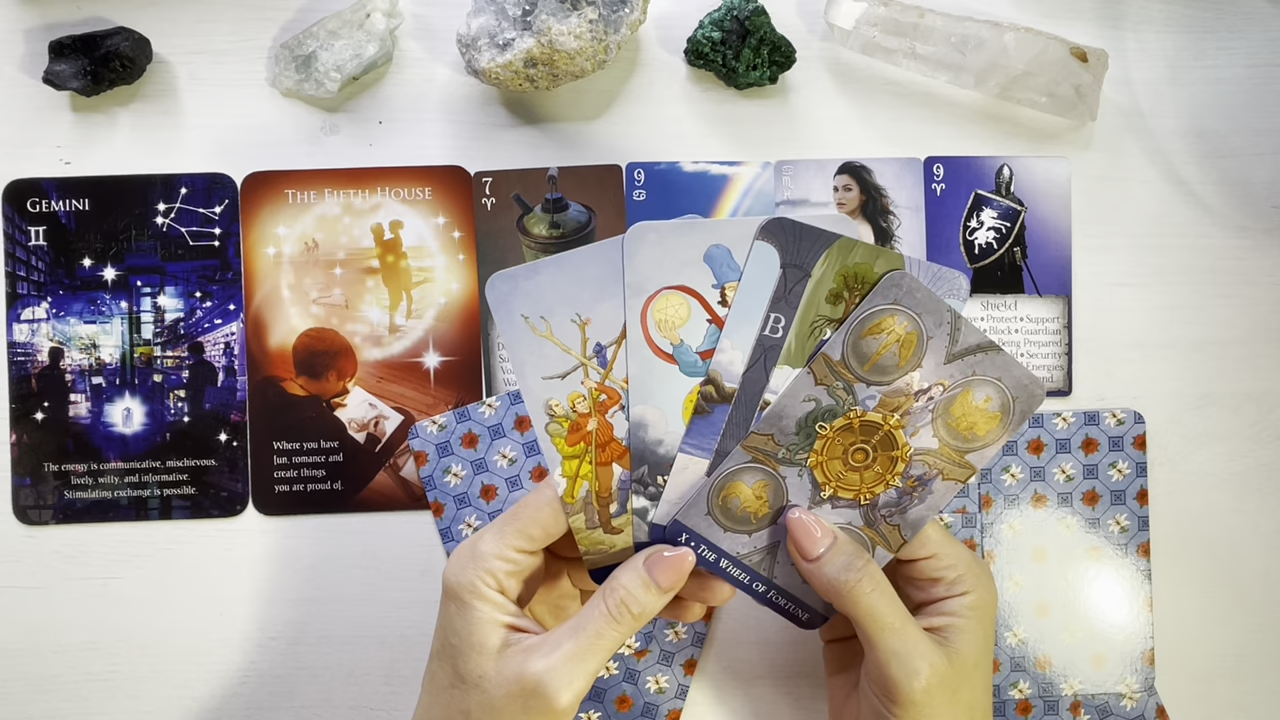 GEMINI
♊
The energy is communicative, mischievous,
lively, witty, and informative.
Stimulating exchange is possible.
THE FIFTH HOUSE
Where you have
fun, romance and
create things
you are proud of.
7
♈
9
♋
♏
9
♈
Shield
Protect • Support
Block • Guardian
Being Prepared
Security
Energies
B
X • THE WHEEL OF FORTUNE